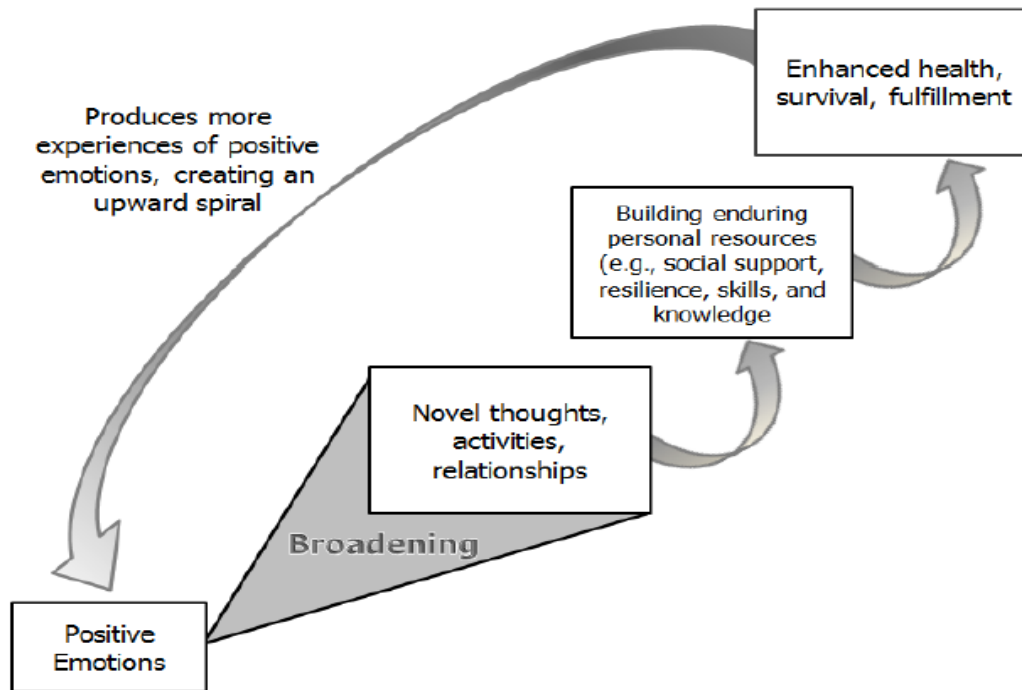 Enhanced health,
survival, fulfillment
Produces more
experiences of positive
emotions, creating an
upward spiral
Building enduring
personal resources
(e.g., social support,
resilience, skills, and
knowledge
Novel thoughts,
activities,
relationships
Broadening
Positive
Emotions